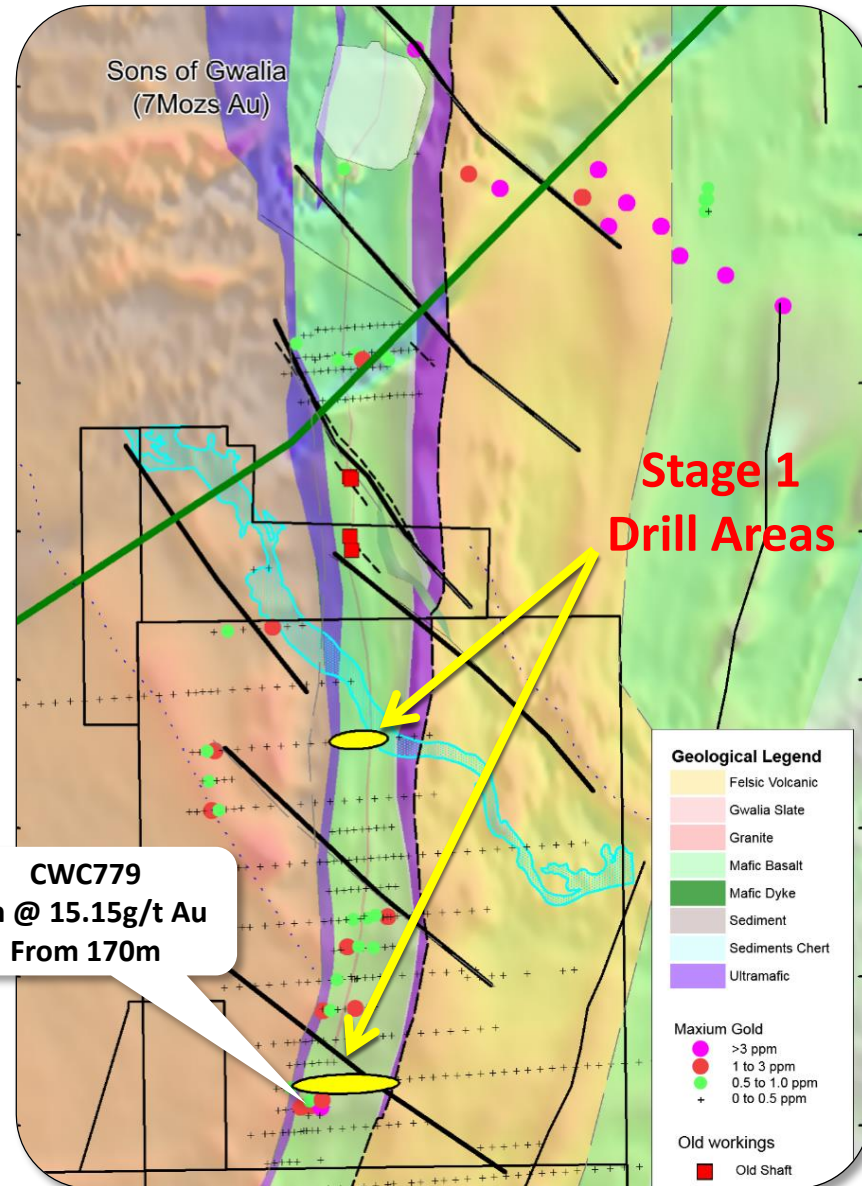 Sons of Gwalia
(7Mozs Au)
Stage 1
Drill Areas
CWC779
@ 15.15g/t Au
From 170m
Geological Legend
Felsic Volcanic
Gwalia Slate
Granite
Mafic Basalt
Mafic Dyke
Sediment
Sediments Chert
Ultramafic
Maxium Gold
>3 ppm
1 to 3 ppm
0.5 to 1.0 ppm
+ 0 to 0.5 ppm
Old workings
Old Shaft